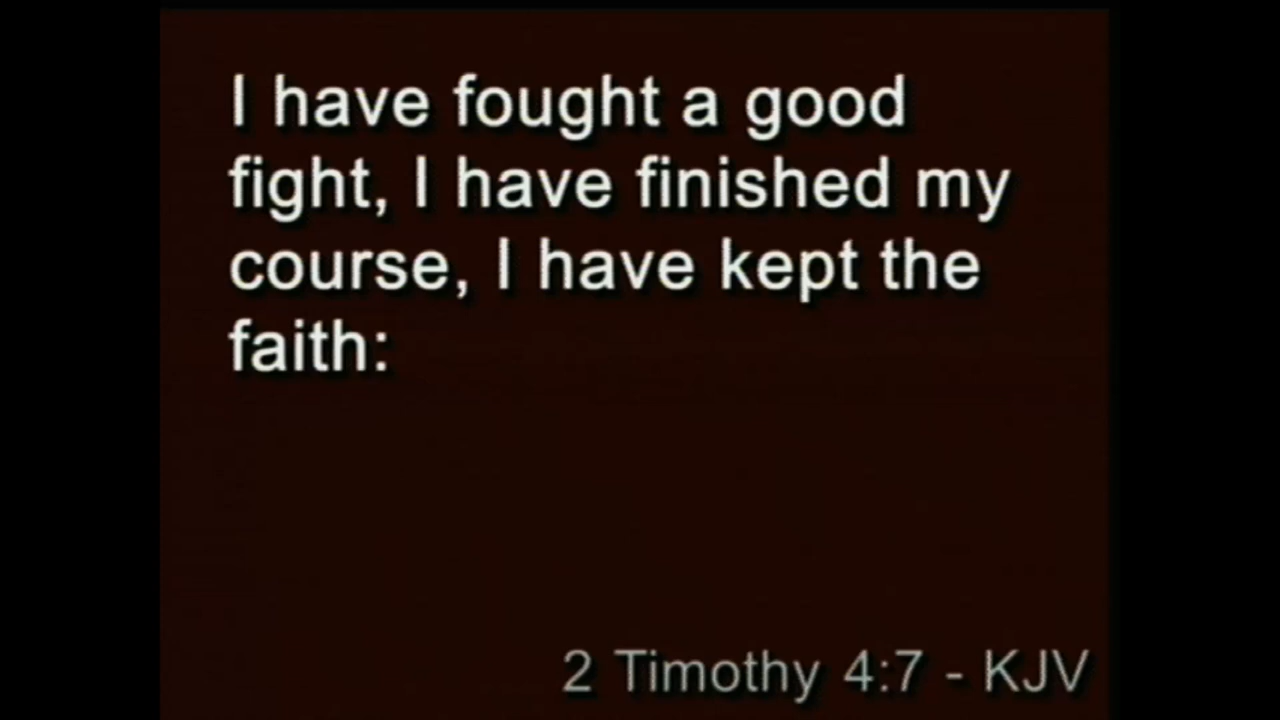 I have fought a good
fight, I have finished my
course, I have kept the
faith:
2 Timothy 4:7 - KJV